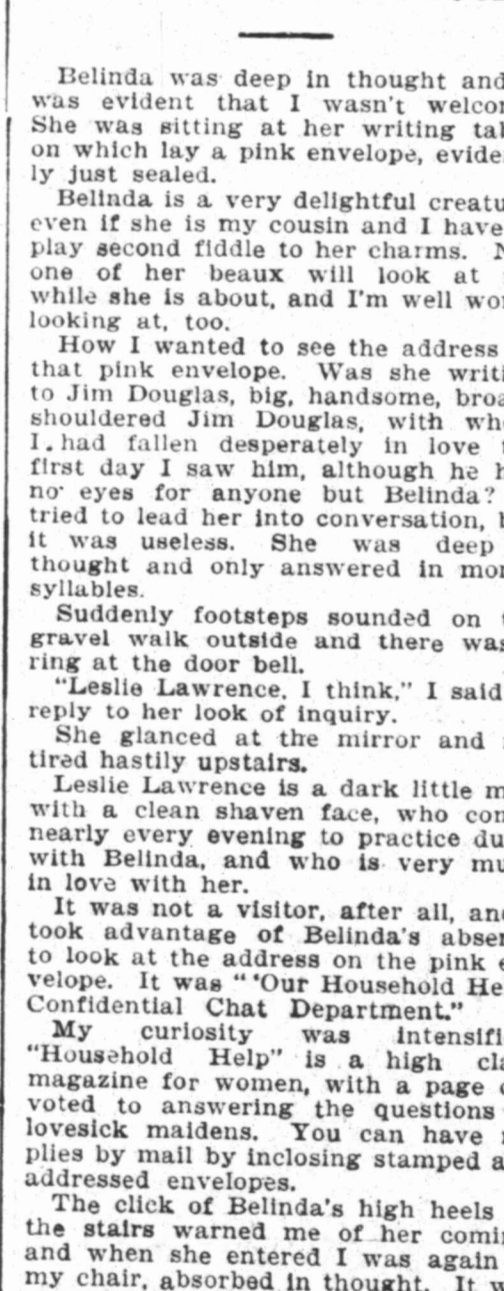 Belinda was deep in thought and
was evident that I wasn't welcom
She was sitting at her writing tab
on which lay a pink envelope, eviden
ly just sealed.
Belinda is a very delightful creatu
even if she is my cousin and I have
play second fiddle to her charms. N
one of her beaux will look at
while she is about, and I'm well wor
looking at, too.
How I wanted to see the address
that pink envelope. Was she writi
to Jim Douglas, big, handsome, broa
shouldered Jim Douglas, with who
I had fallen desperately in love t
first day I saw him, although he h
no eyes for anyone but Belinda?
tried to lead her into conversation, b
it was useless. She was deep
thought and only answered in mon
syllables.
Suddenly footsteps sounded on t
gravel walk outside and there was
ring at the door bell.
"Leslie Lawrence, I think," I said
reply to her look of inquiry.
She glanced at the mirror and r
tired hastily upstairs.
Leslie Lawrence is a dark little m
with a clean shaven face, who com
nearly every evening to practice du
with Belinda, and who is very mu
in love with her.
It was not a visitor, after all, and
took advantage of Belinda's absen
to look at the address on the pink e
velope. It was "'Our Household He
Confidential Chat Department."
My curiosity was intensifi
"Household Help" is a high cla
magazine for women, with a page d
voted to answering the questions
lovesick maidens. You can have r
plies by mail by inclosing stamped a
addressed envelopes.
The click of Belinda's high heels
the stairs warned me of her comin
and when she entered I was again
my chair, absorbed in thought. It w